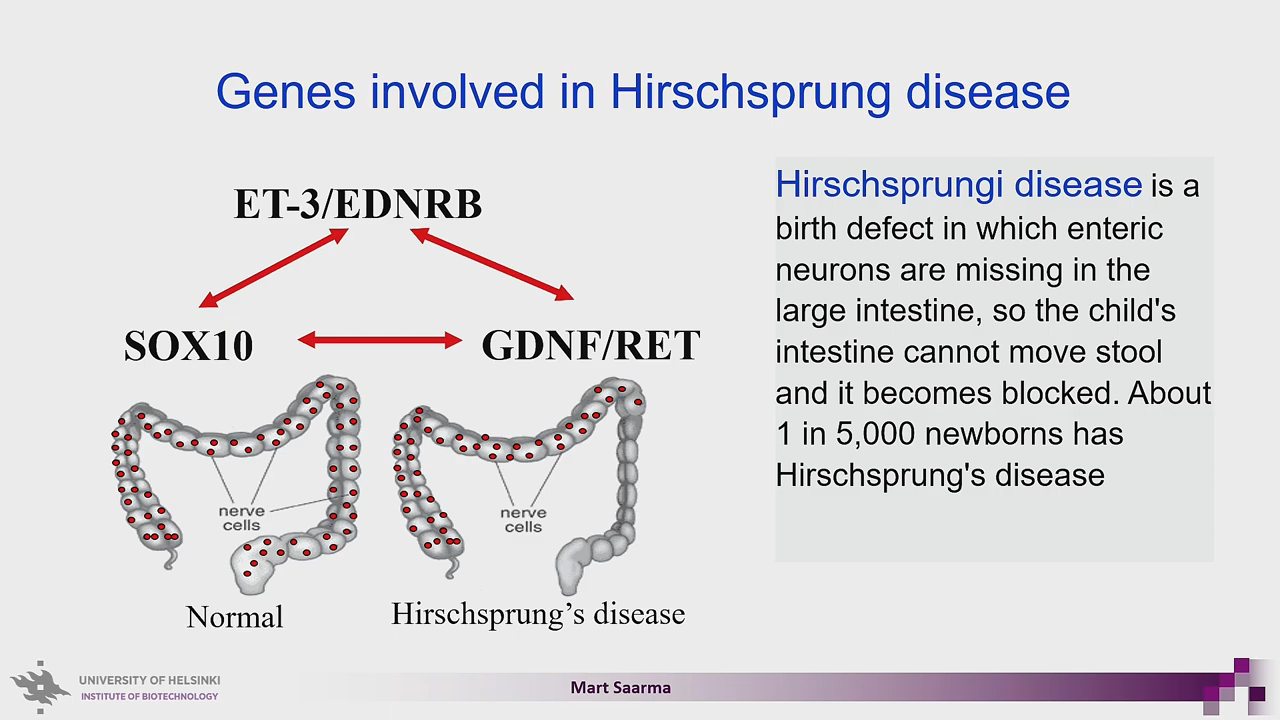 Genes involved in Hirschsprung disease
ET-3/EDNRB
SOX10
GDNF/RET
nerve
cells
nerve
cells
Normal
Hirschsprung’s disease
Hirschsprungi disease is a
birth defect in which enteric
neurons are missing in the
large intestine, so the child's
intestine cannot move stool
and it becomes blocked. About
1 in 5,000 newborns has
Hirschsprung's disease
UNIVERSITY OF HELSINKI
INSTITUTE OF BIOTECHNOLOGY
Mart Saarma